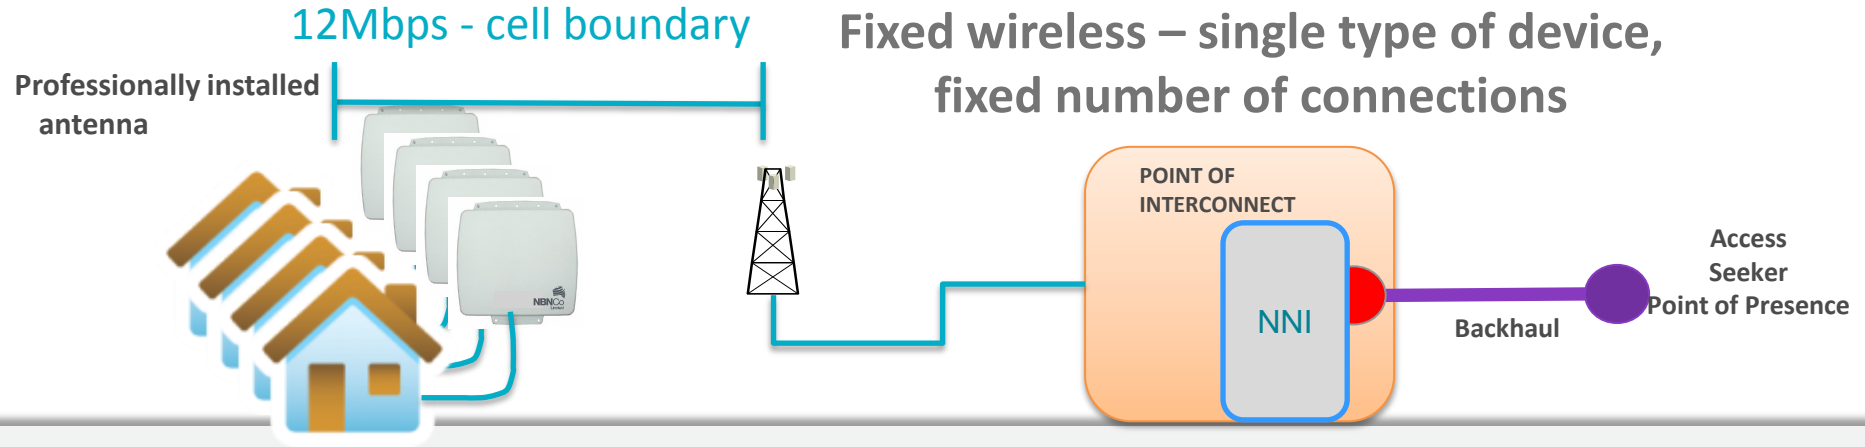 12Mbps - cell boundary
Fixed wireless – single type of device,
fixed number of connections
Professionally installed
antenna
NBNCo
POINT OF
INTERCONNECT
NNI
Backhaul
Access
Seeker
Point of Presence